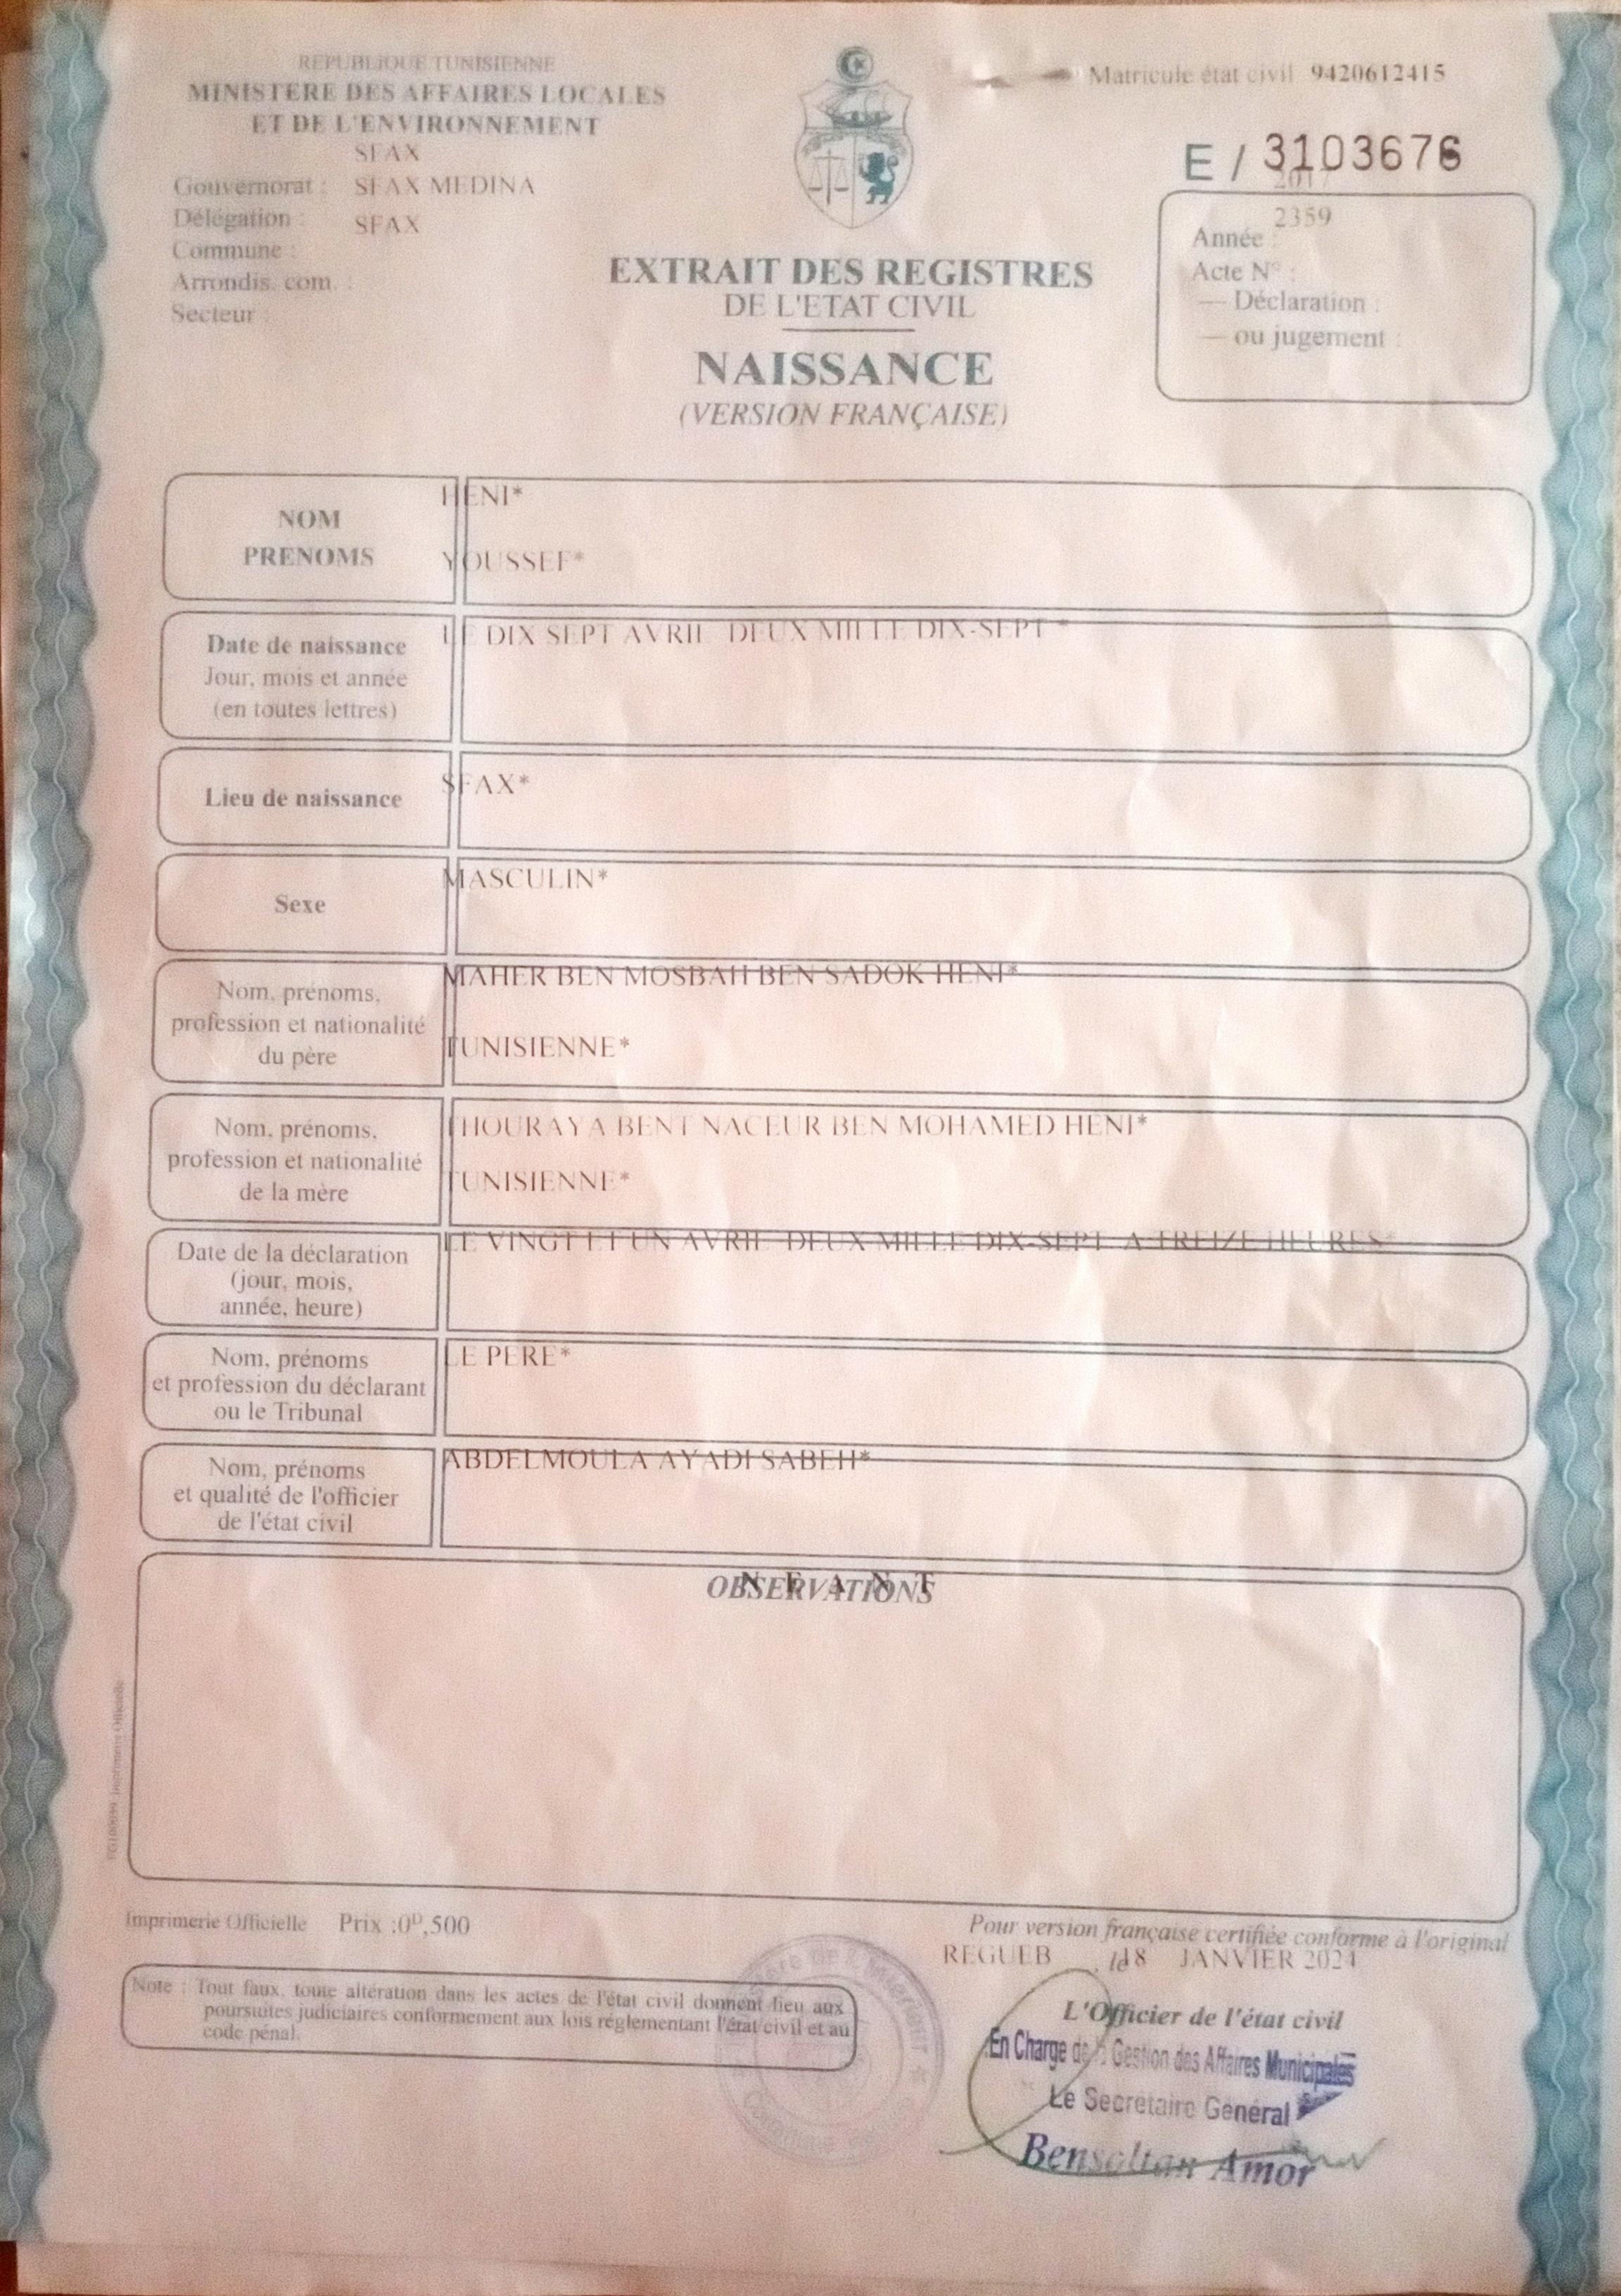 REPUBLIQUE TUNISIENNE
MINISTERE DES AFFAIRES LOCALES
ET DE L'ENVIRONNEMENT
SFAX
Gouvernorat : SFAX MEDINA
Délégation : SFAX
Commune :
Arrondis. com. :
Secteur :
Matricule état civil 9420612415
E / 3103676
2017
2359
Année :
Acte N° :
— Déclaration :
— ou jugement :
EXTRAIT DES REGISTRES
DE L'ETAT CIVIL
NAISSANCE
(VERSION FRANÇAISE)
NOM
PRENOMS
HENI*
YOUSSEF*
Date de naissance
Jour, mois et année
(en toutes lettres)
LE DIX SEPT AVRIL DEUX MILLE DIX-SEPT *
Lieu de naissance
SFAX*
Sexe
MASCULIN*
Nom, prénoms,
profession et nationalité
du père
MAHER BEN MOSBAH BEN SADOK HENI*
TUNISIENNE*
Nom, prénoms,
profession et nationalité
de la mère
THOURAYA BENT NACEUR BEN MOHAMED HENI*
TUNISIENNE*
Date de la déclaration
(jour, mois,
année, heure)
LE VINGT ET UN AVRIL DEUX MILLE DIX-SEPT A TREIZE HEURES*
Nom, prénoms
et profession du déclarant
ou le Tribunal
LE PERE*
Nom, prénoms
et qualité de l'officier
de l'état civil
ABDELMOULA AYADI SABEH*
OBSERVATIONS
N E A N T
Imprimerie Officielle Prix :0ᴰ,500
Note : Tout faux, toute altération dans les actes de l'état civil donnent lieu aux
poursuites judiciaires conformement aux lois réglementant l'état civil et au
code pénal.
Pour version française certifiée conforme à l'original
REGUEB , le 18 JANVIER 2024
L'Officier de l'état civil
En Charge de la Gestion des Affaires Municipales
Le Secrétaire Général
Bensoltan Amor